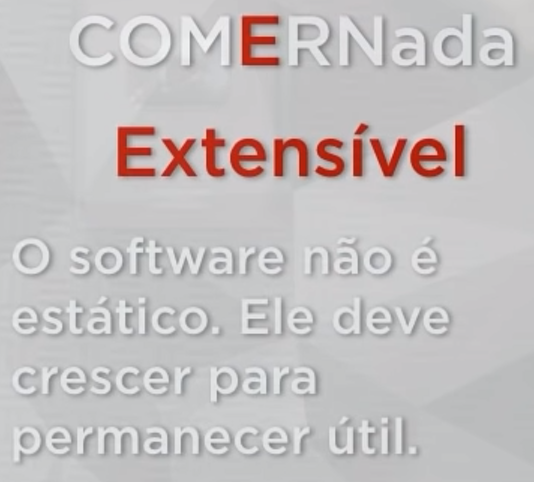 COMERNada
Extensível
O software não é
estático. Ele deve
crescer para
permanecer útil.